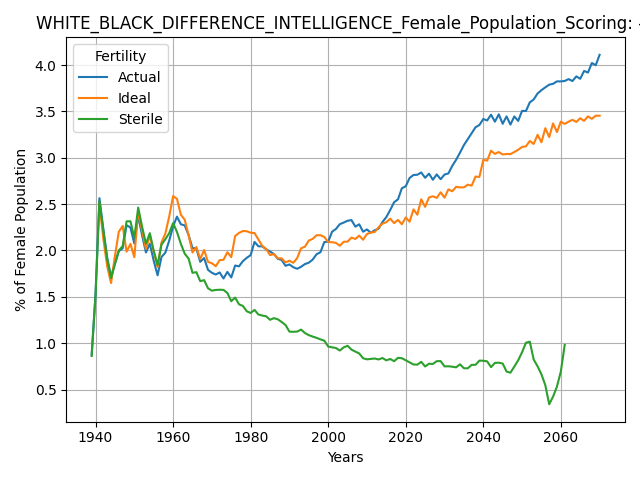 WHITE_BLACK_DIFFERENCE_INTELLIGENCE_Female_Population_Scoring:
Fertility
Actual
Ideal
Sterile
% of Female Population
4.0
3.5
3.0
2.5
2.0
1.5
1.0
0.5
1940 1960 1980 2000 2020 2040 2060
Years